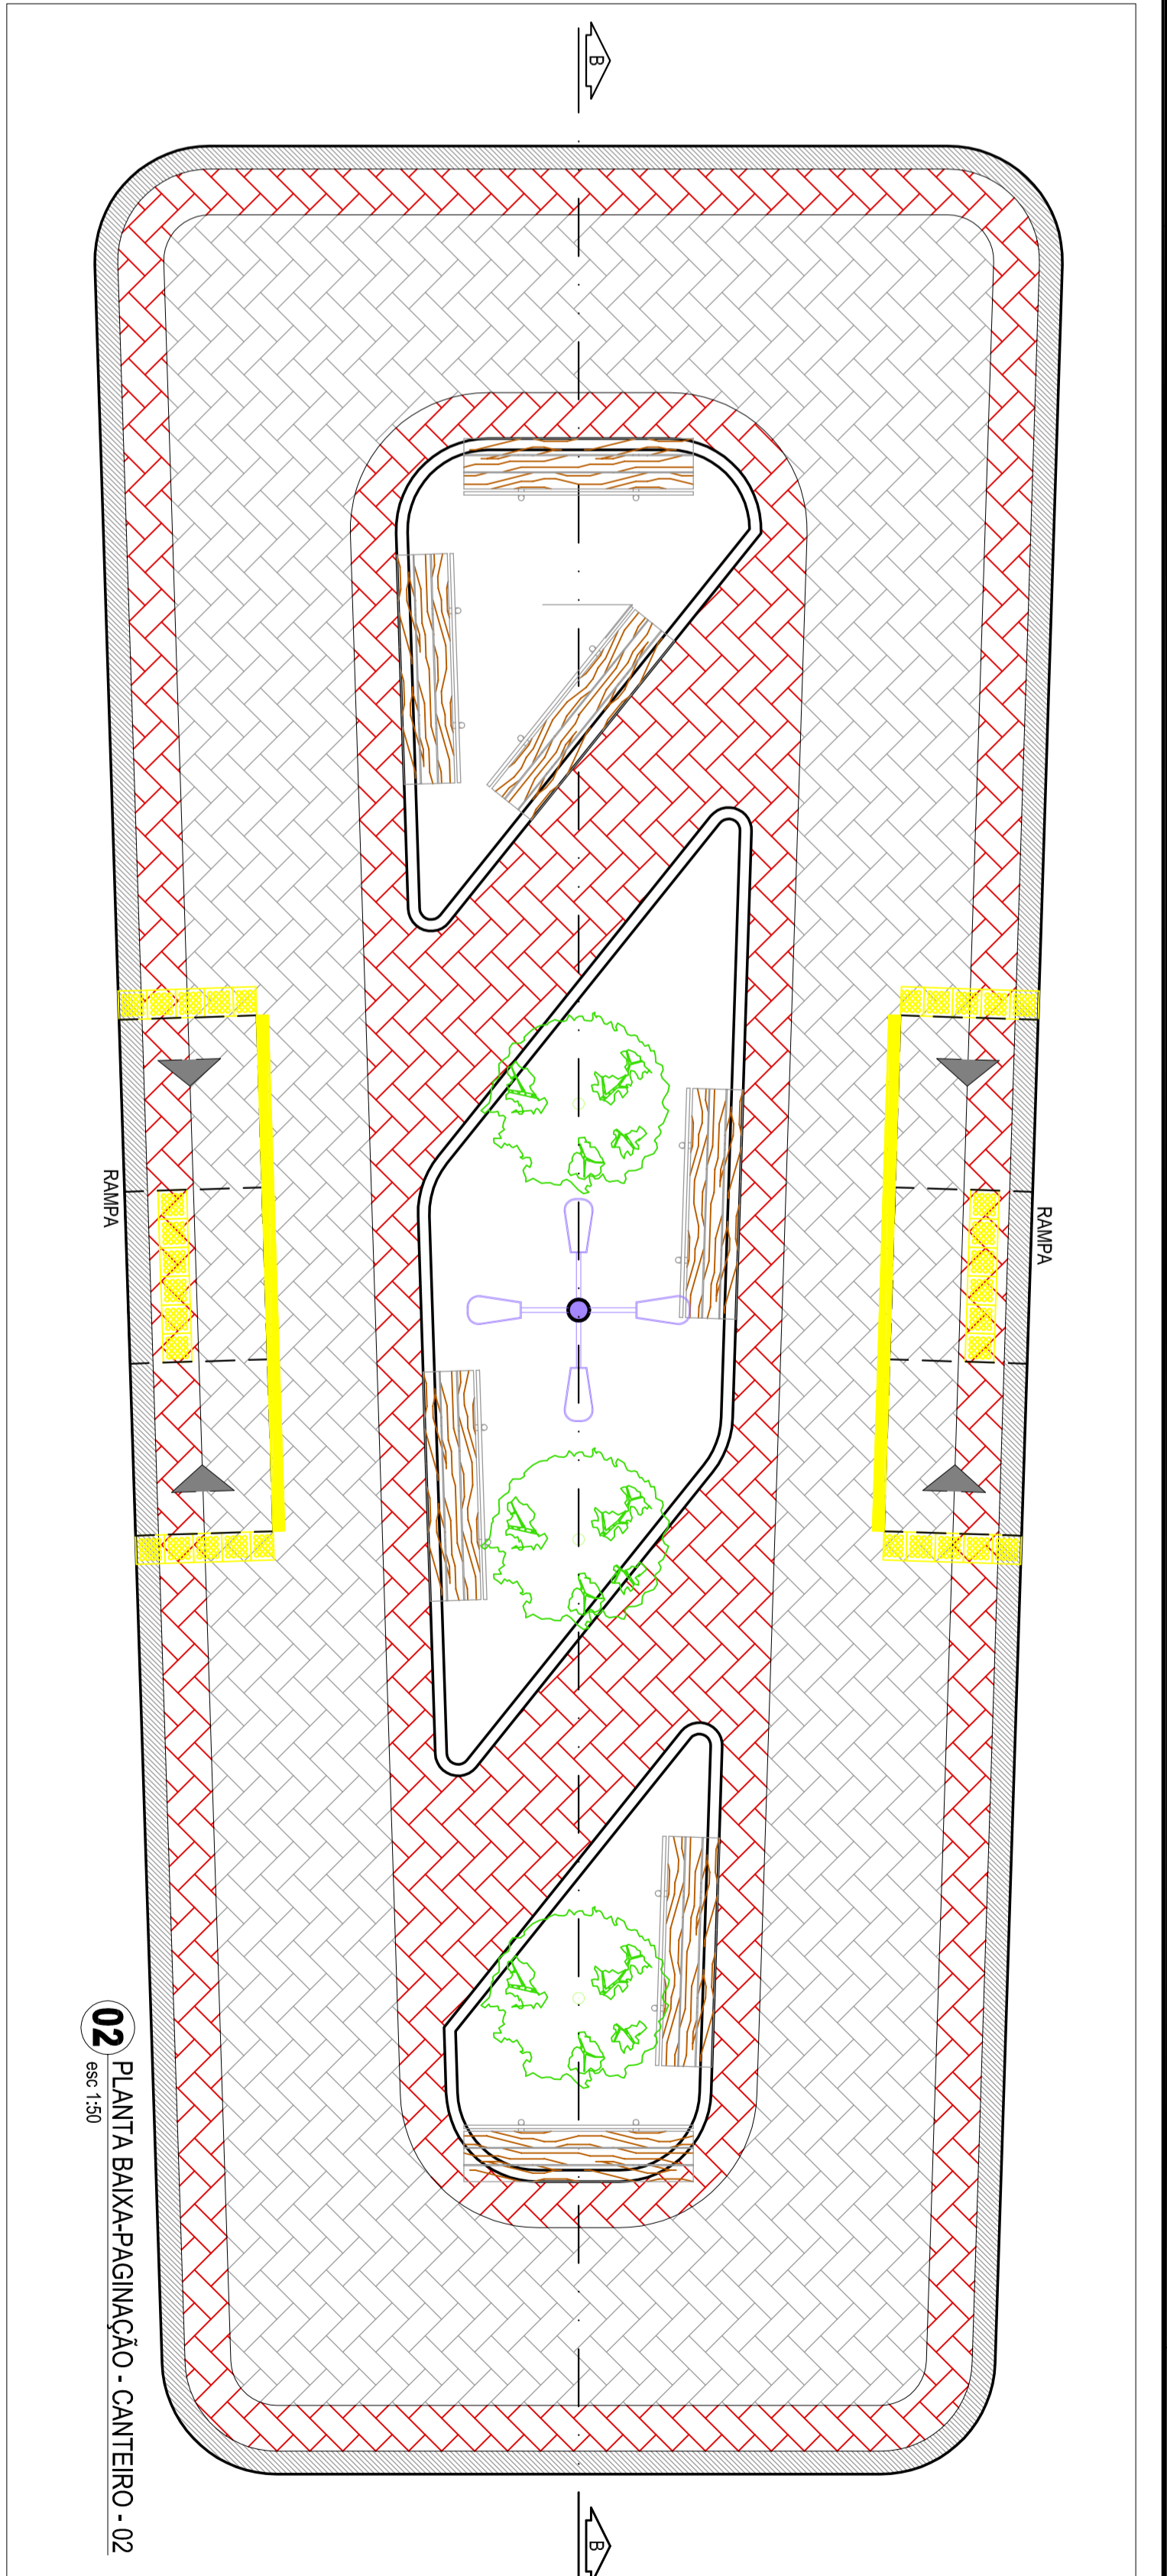 B
RAMPA
RAMPA
02
PLANTA BAIXA-PAGINAÇÃO - CANTEIRO - 02
esc 1:50
B